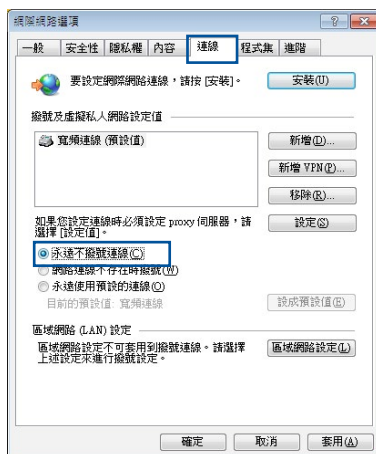 網際網路選項
一般 安全性 隱私權 內容 連線 程式集 進階
要設定網際網路連線，請按 [安裝]。 安裝(U)
撥號及虛擬私人網路設定值
寬頻連線 (預設值) 新增(D)...
新增 VPN(P)...
移除(R)...
如果您設定連線時必須設定 proxy 伺服器，請 設定(S)
選擇 [設定值]。
永遠不撥號連線(C)
網路連線不存在時撥號(W)
永遠使用預設的連線(O)
目前的預設值: 寬頻連線 設成預設值(E)
區域網路 (LAN) 設定
區域網路設定不可套用到撥號連線。請選擇 區域網路設定(L)
上述設定來進行撥號設定。
確定 取消 套用(A)